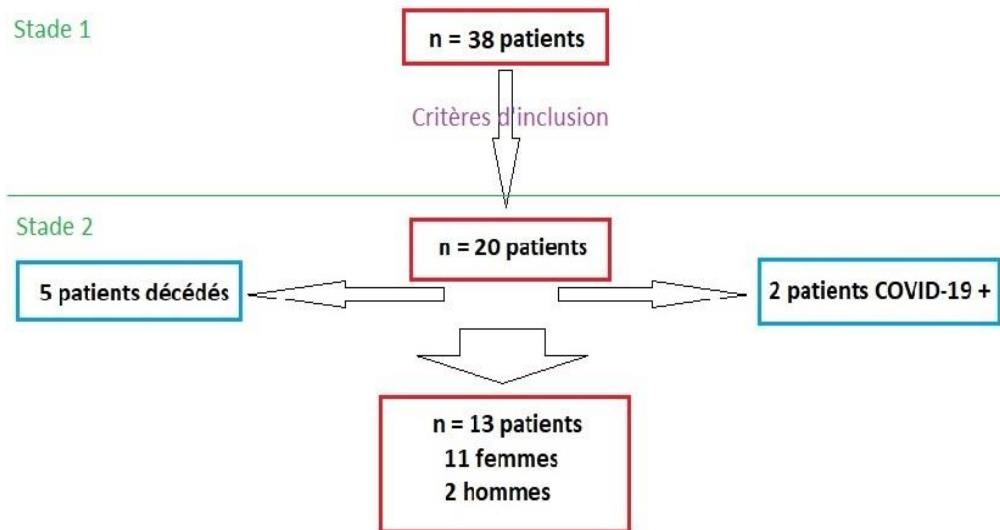 Stade 1
n = 38 patients
Critères d'inclusion
Stade 2
n = 20 patients
5 patients décédés
2 patients COVID-19 +
n = 13 patients
11 femmes
2 hommes